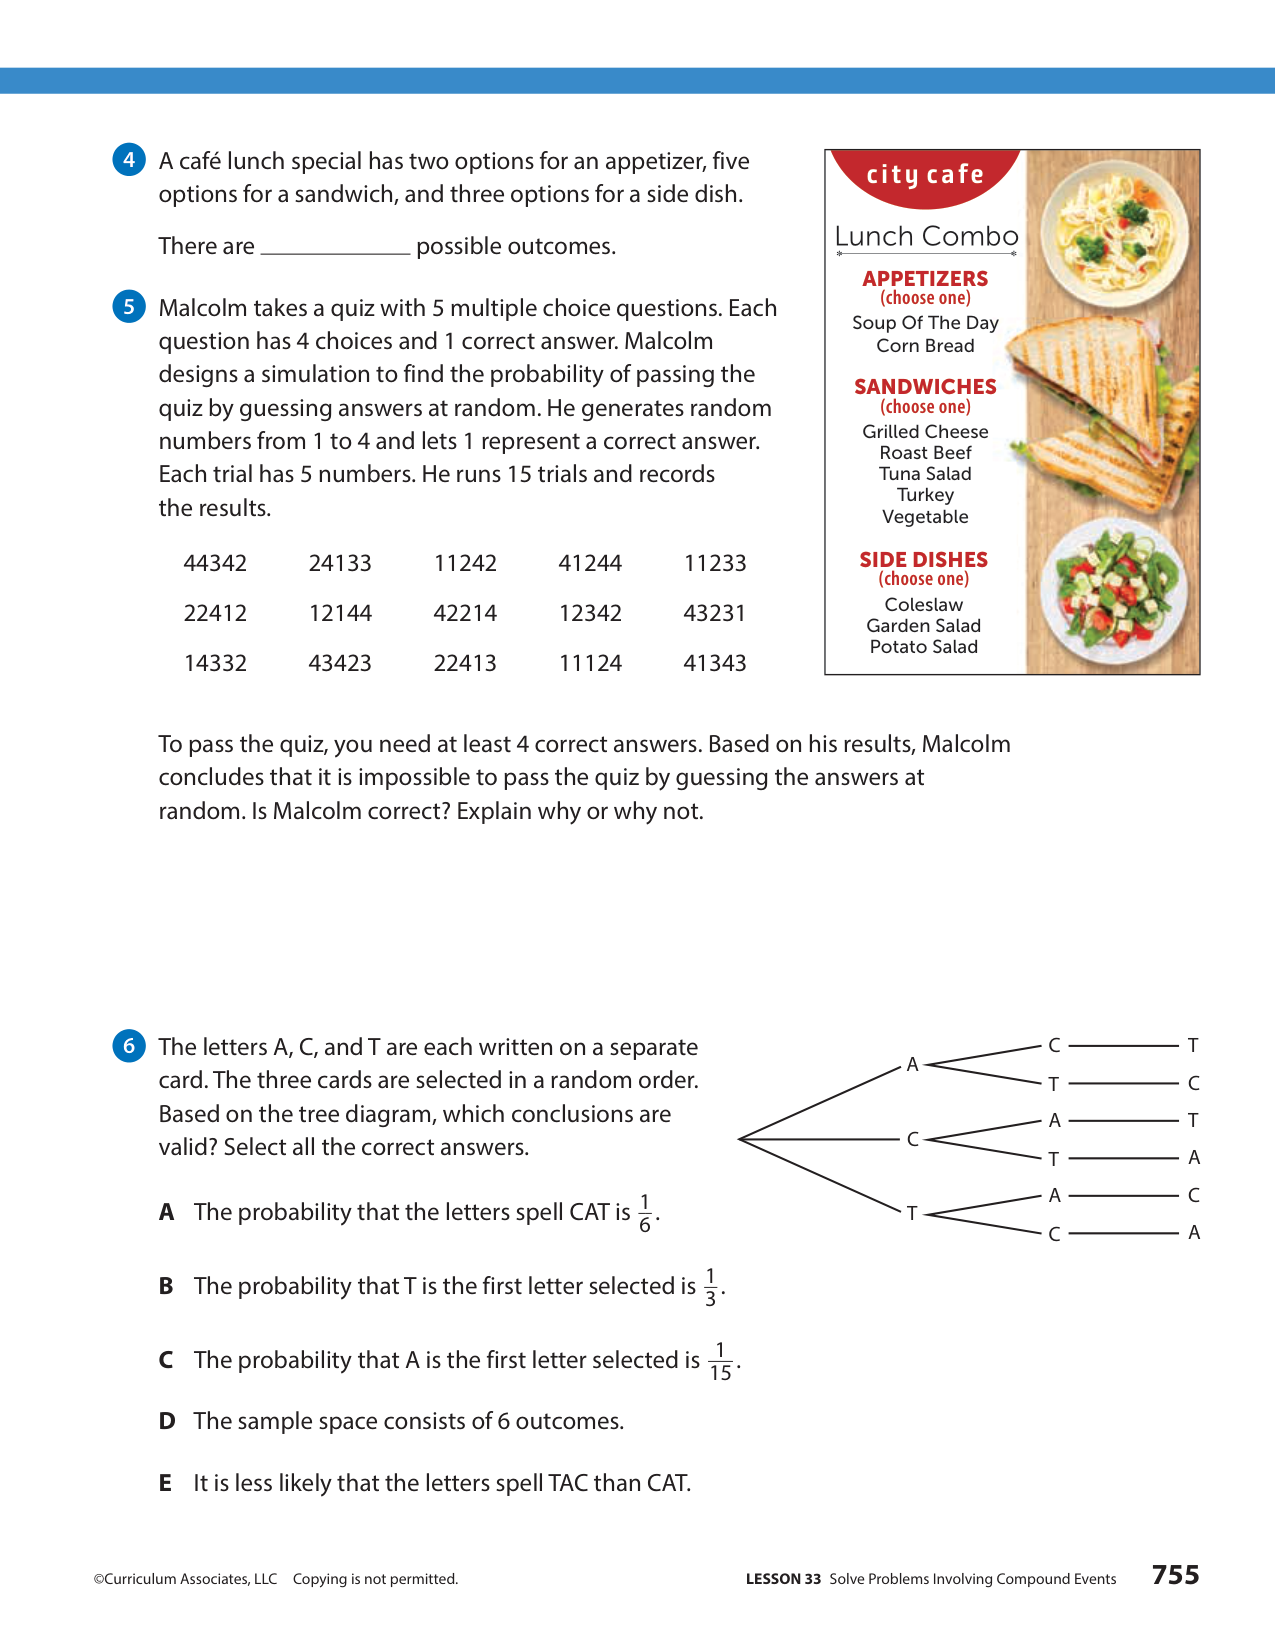 4 A café lunch special has two options for an appetizer, five
options for a sandwich, and three options for a side dish.
There are ____________ possible outcomes.
city cafe
Lunch Combo
APPETIZERS
(choose one)
Soup Of The Day
Corn Bread
SANDWICHES
(choose one)
Grilled Cheese
Roast Beef
Tuna Salad
Turkey
Vegetable
SIDE DISHES
(choose one)
Coleslaw
Garden Salad
Potato Salad
5 Malcolm takes a quiz with 5 multiple choice questions. Each
question has 4 choices and 1 correct answer. Malcolm
designs a simulation to find the probability of passing the
quiz by guessing answers at random. He generates random
numbers from 1 to 4 and lets 1 represent a correct answer.
Each trial has 5 numbers. He runs 15 trials and records
the results.
44342 24133 11242 41244 11233
22412 12144 42214 12342 43231
14332 43423 22413 11124 41343
To pass the quiz, you need at least 4 correct answers. Based on his results, Malcolm
concludes that it is impossible to pass the quiz by guessing the answers at
random. Is Malcolm correct? Explain why or why not.
6 The letters A, C, and T are each written on a separate
card. The three cards are selected in a random order.
Based on the tree diagram, which conclusions are
valid? Select all the correct answers.
A The probability that the letters spell CAT is 1/6.
B The probability that T is the first letter selected is 1/3.
C The probability that A is the first letter selected is 1/15.
D The sample space consists of 6 outcomes.
E It is less likely that the letters spell TAC than CAT.
A
C T
T C
C
A T
T A
T
A C
C A
©Curriculum Associates, LLC Copying is not permitted.
LESSON 33 Solve Problems Involving Compound Events 755